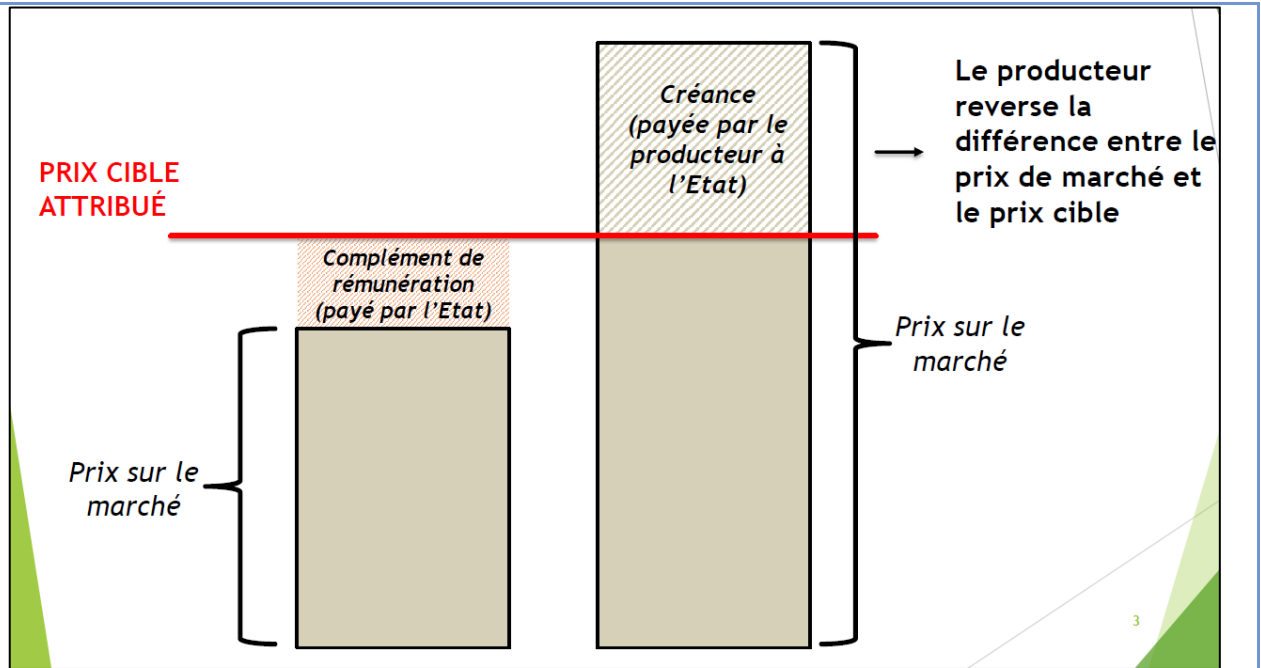 PRIX CIBLE
ATTRIBUÉ
Complément de
rémunération
(payé par l'Etat)
Prix sur le
marché
Créance
(payée par le
producteur à
l'Etat)
Le producteur
reverse la
différence entre le
prix de marché et
le prix cible
Prix sur le
marché
3